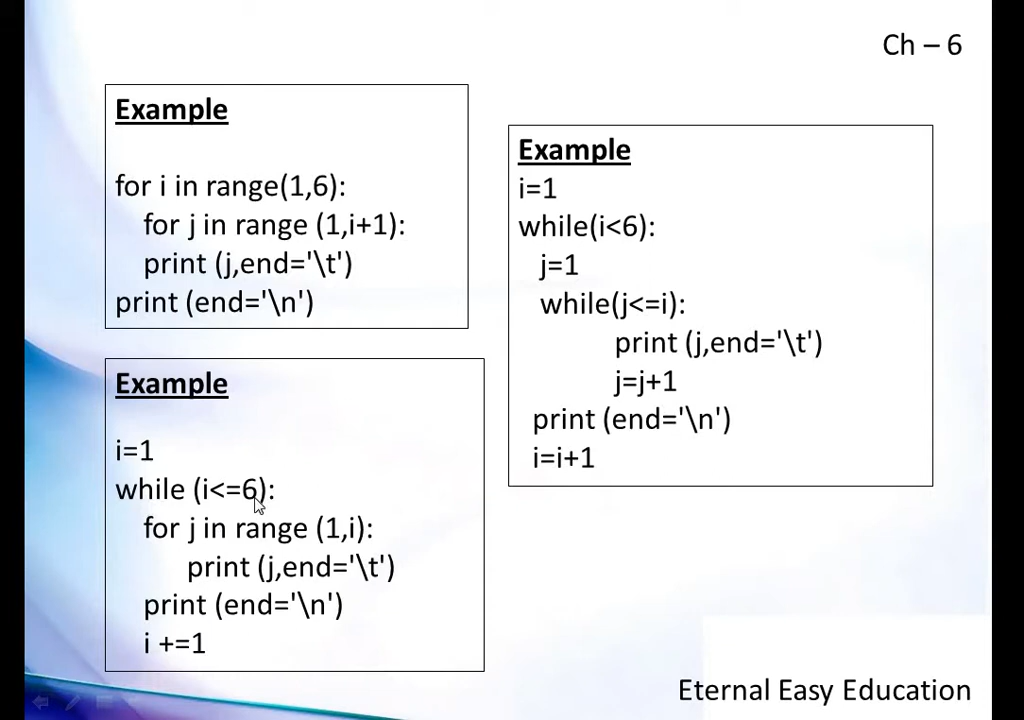 Ch – 6
Example
for i in range(1,6):
for j in range (1,i+1):
print (j,end='\t')
print (end='\n')
Example
i=1
while (i<=6):
for j in range (1,i):
print (j,end='\t')
print (end='\n')
i +=1
Example
i=1
while(i<6):
j=1
while(j<=i):
print (j,end='\t')
j=j+1
print (end='\n')
i=i+1
Eternal Easy Education